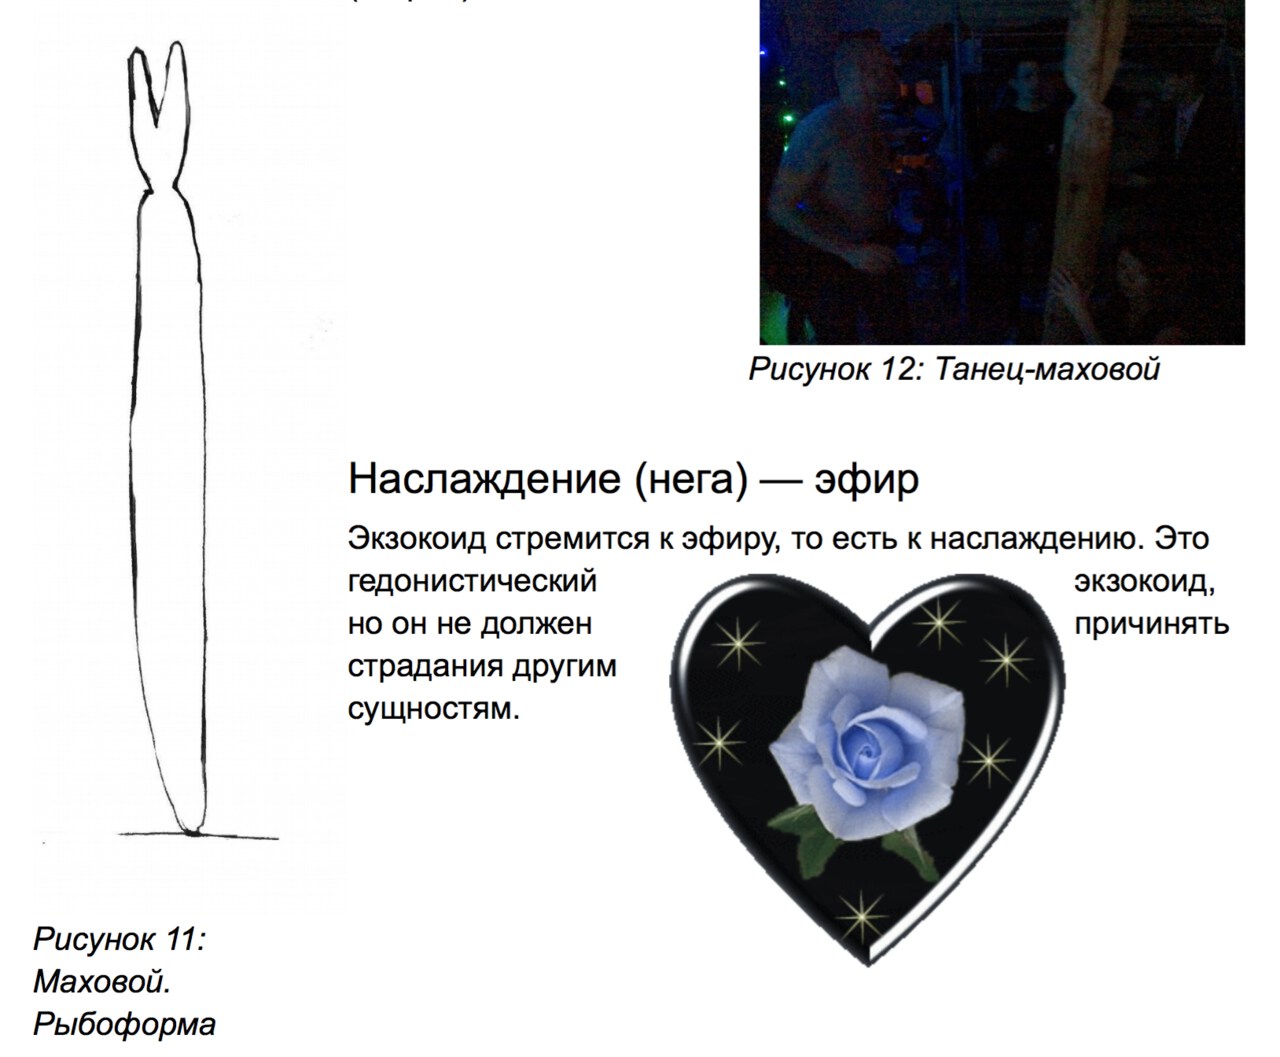 Рисунок 12: Танец-маховой
Наслаждение (нега) — эфир
Экзокоид стремится к эфиру, то есть к наслаждению. Это
гедонистический экзокоид,
но он не должен причинять
страдания другим
сущностям.
Рисунок 11:
Маховой.
Рыбоформа